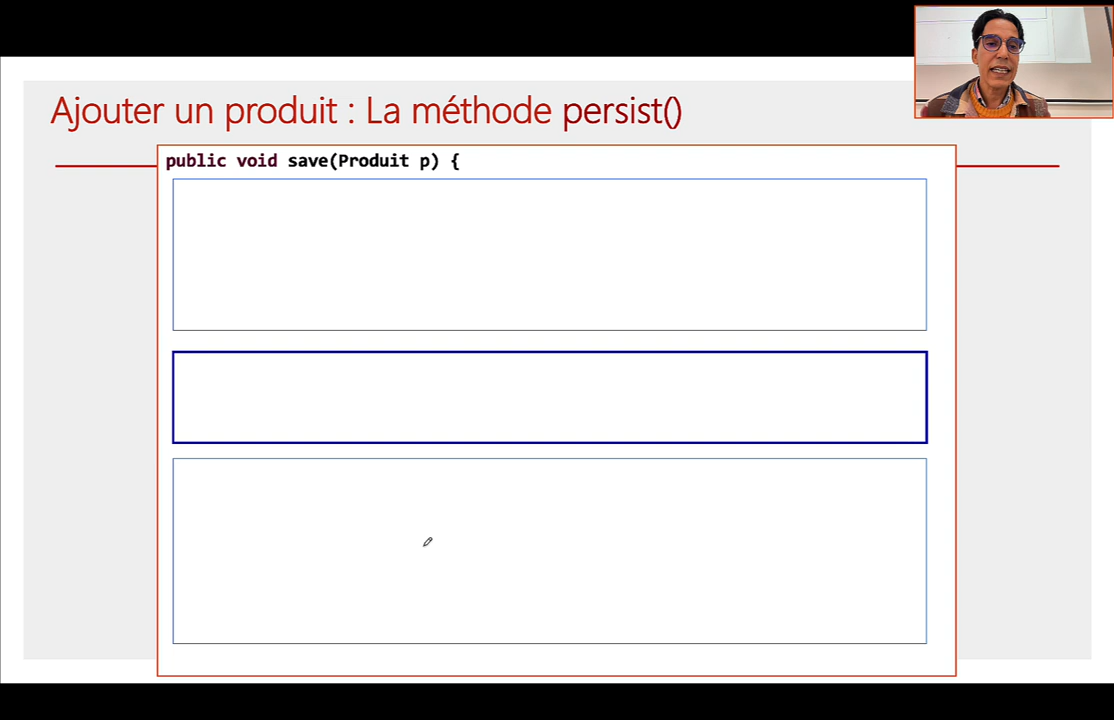 Ajouter un produit : La méthode persist()
public void save(Produit p) {